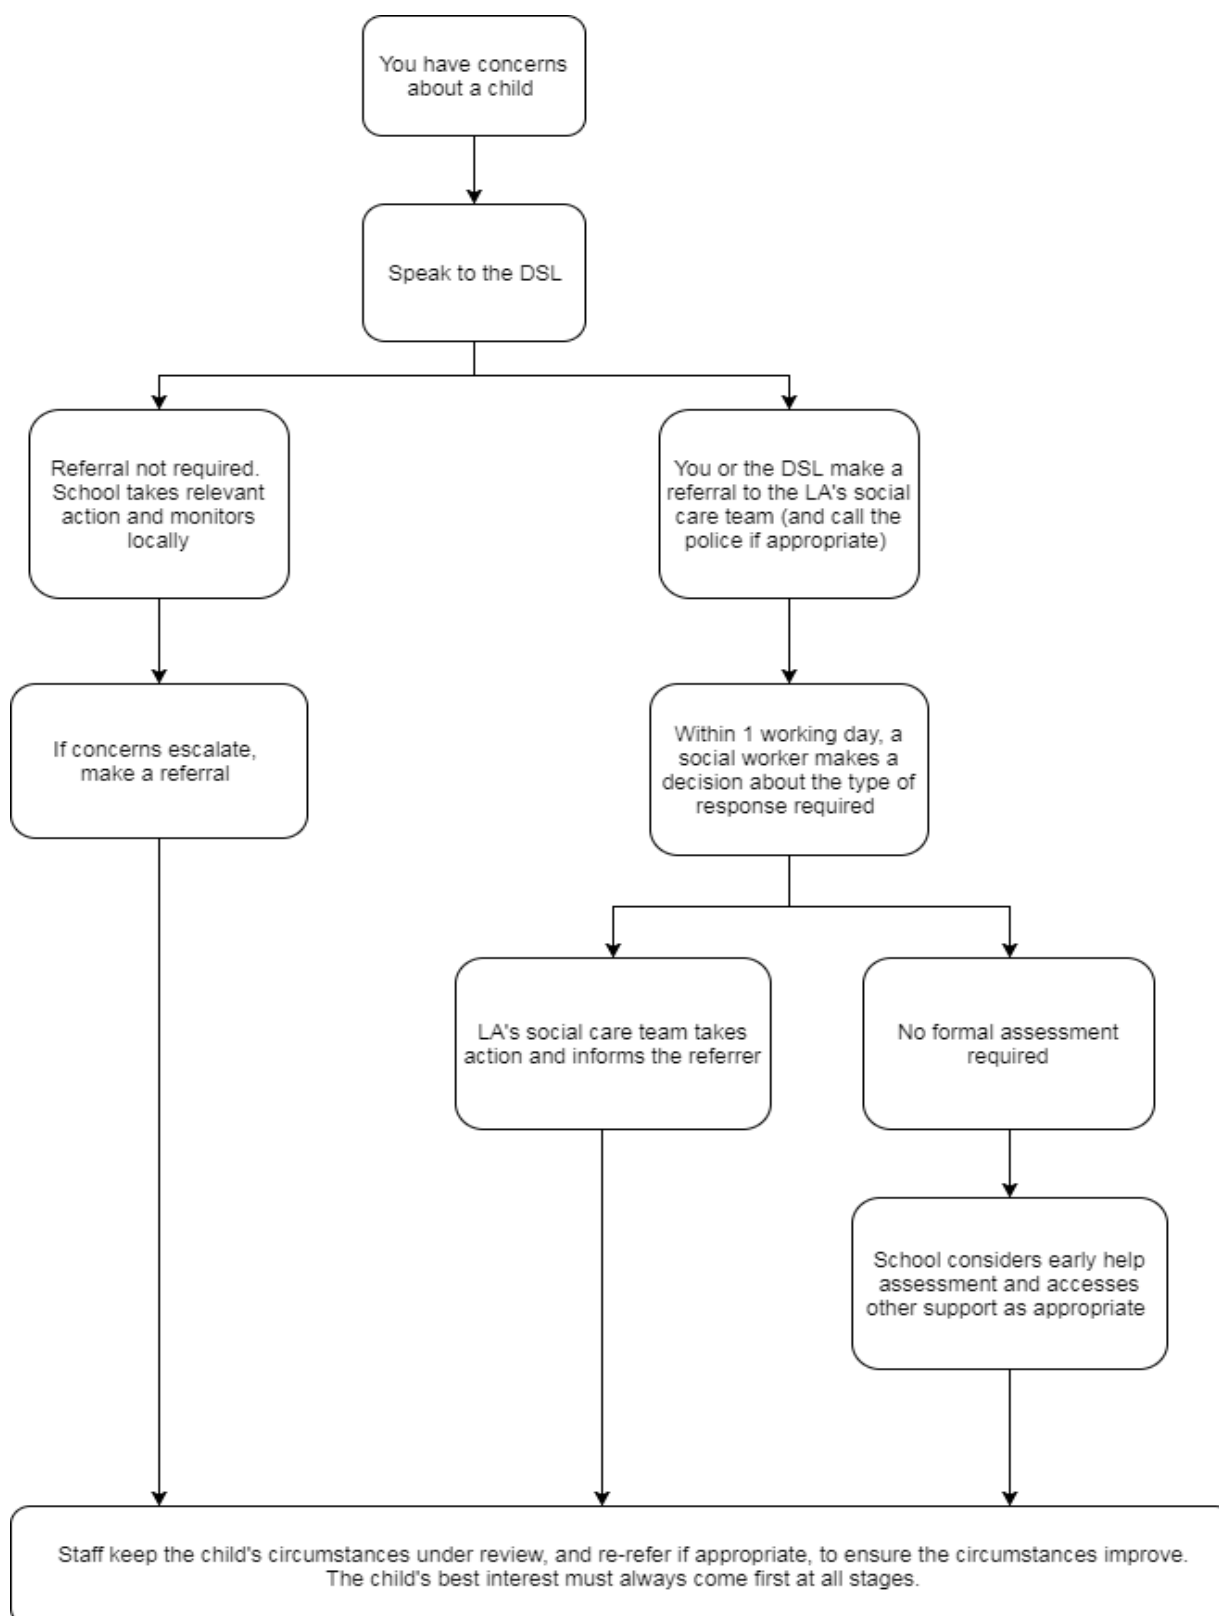 You have concerns
about a child
Speak to the DSL
Referral not required.
School takes relevant
action and monitors
locally
You or the DSL make a
referral to the LA's social
care team (and call the
police if appropriate)
If concerns escalate,
make a referral
Within 1 working day, a
social worker makes a
decision about the type of
response required
LA's social care team takes
action and informs the referrer
No formal assessment
required
School considers early help
assessment and accesses
other support as appropriate
Staff keep the child's circumstances under review, and re-refer if appropriate, to ensure the circumstances improve.
The child's best interest must always come first at all stages.